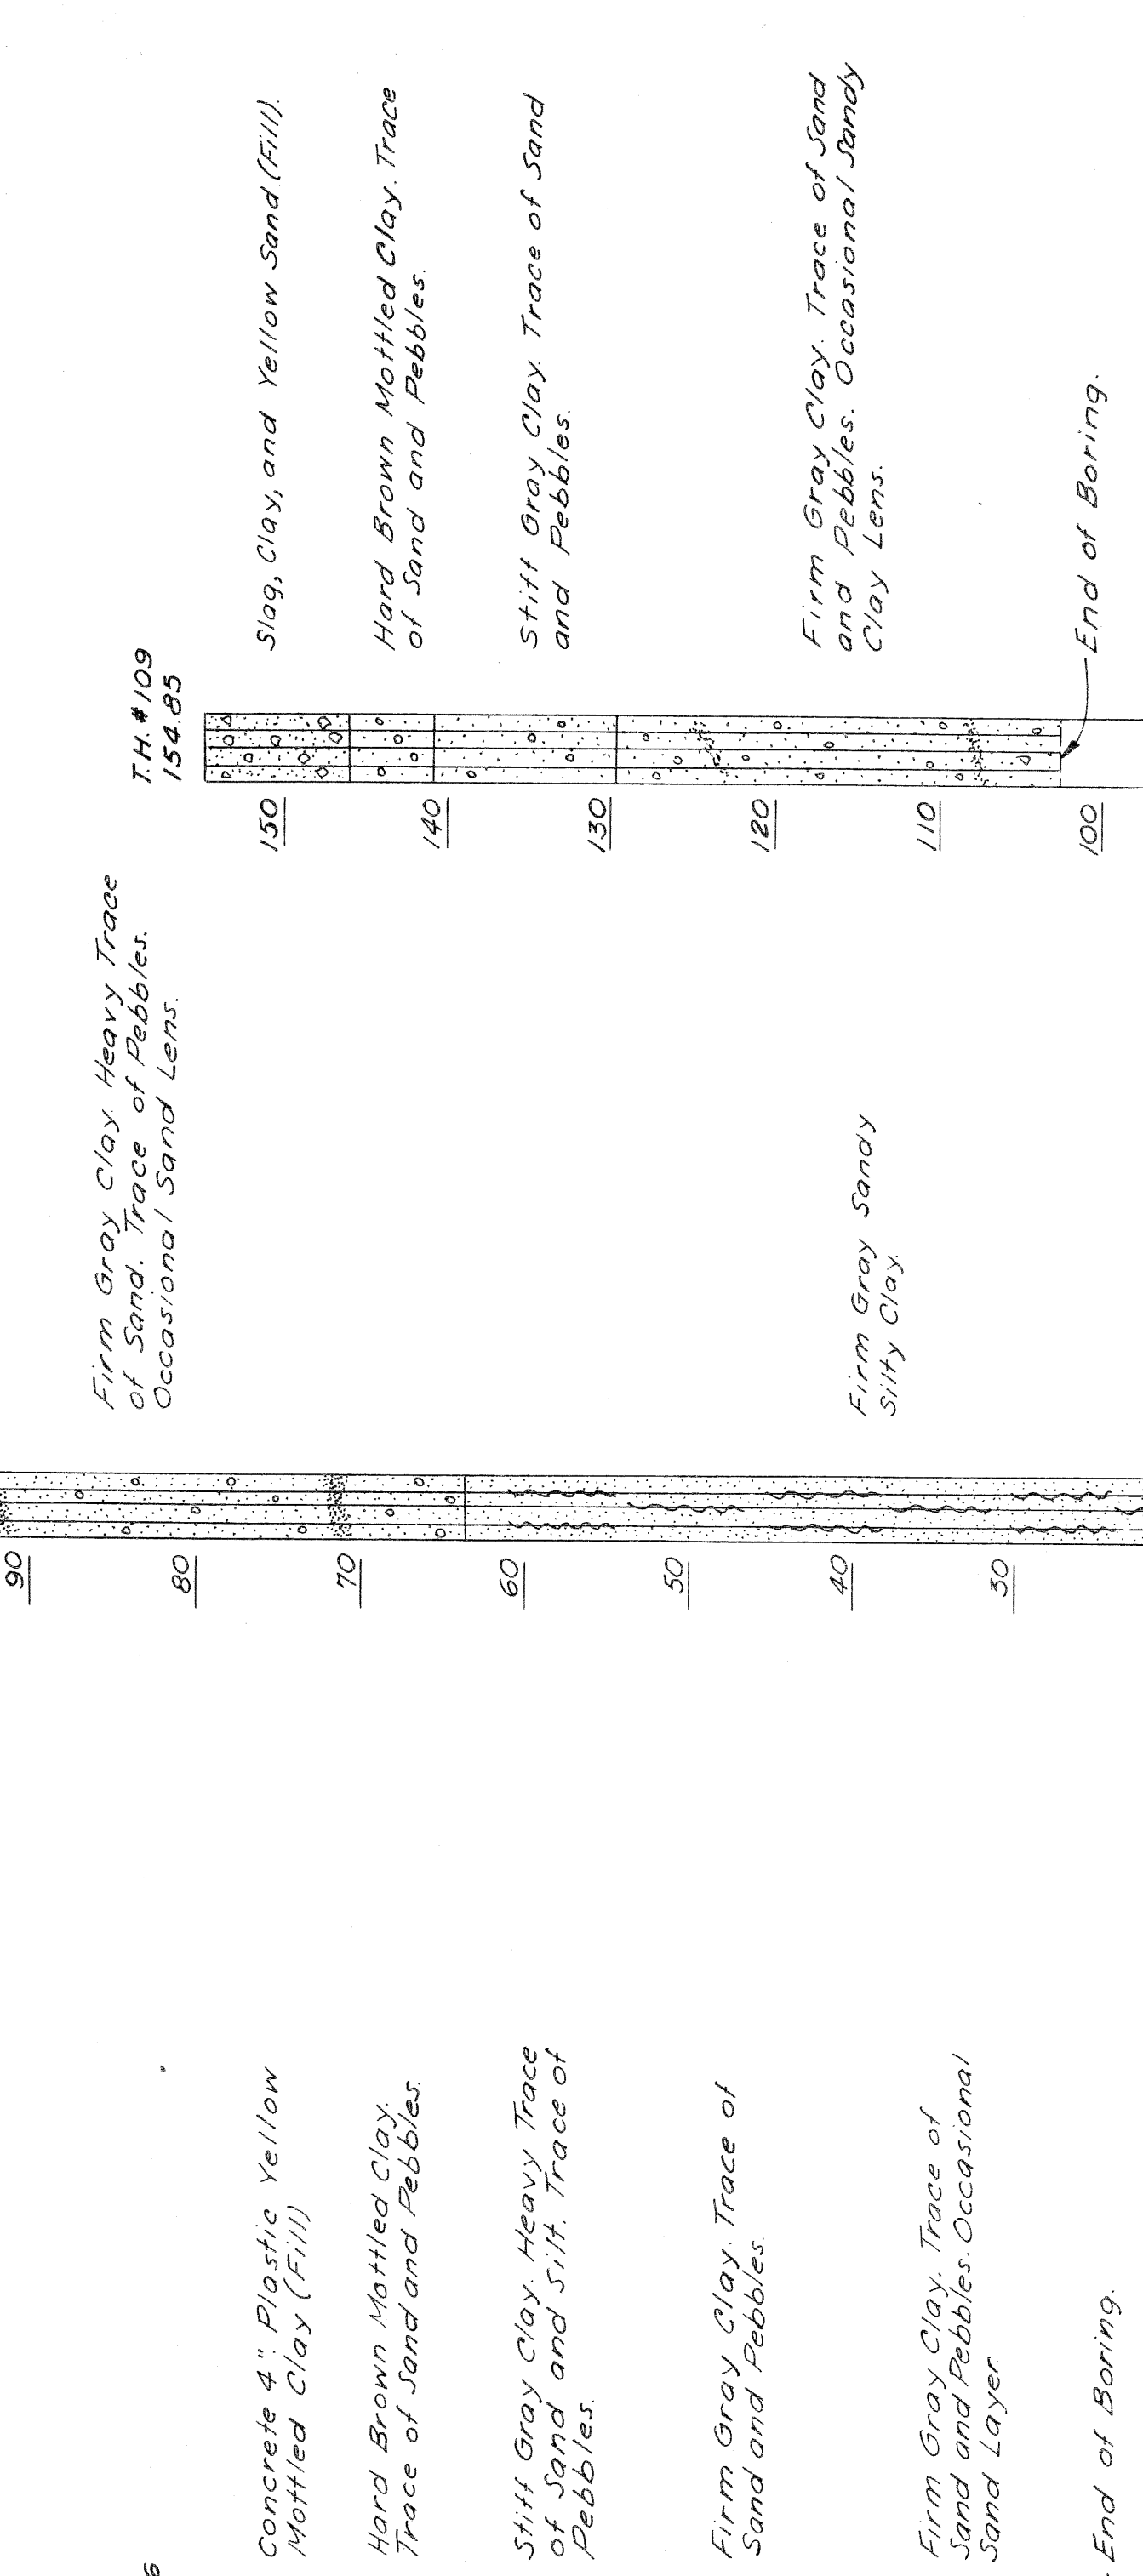 Concrete 4". Plastic Yellow
Mottled Clay (Fill)
Hard Brown Mottled Clay.
Trace of Sand and Pebbles.
Stiff Gray Clay. Heavy Trace
of Sand and Silt. Trace of
Pebbles.
Firm Gray Clay. Trace of
Sand and Pebbles.
Firm Gray Clay. Trace of
Sand and Pebbles. Occasional
Sand Layer.
End of Boring.
90
80
70
60
50
40
30
Firm Gray Clay. Heavy Trace
of Sand. Trace of Pebbles.
Occasional Sand Lens.
Firm Gray Sandy
Silty Clay.
T.H. #109
154.85
150
140
130
120
110
100
Slag, Clay, and Yellow Sand (Fill).
Hard Brown Mottled Clay. Trace
of Sand and Pebbles.
Stiff Gray Clay. Trace of Sand
and Pebbles.
Firm Gray Clay. Trace of Sand
and Pebbles. Occasional Sandy
Clay Lens.
End of Boring.